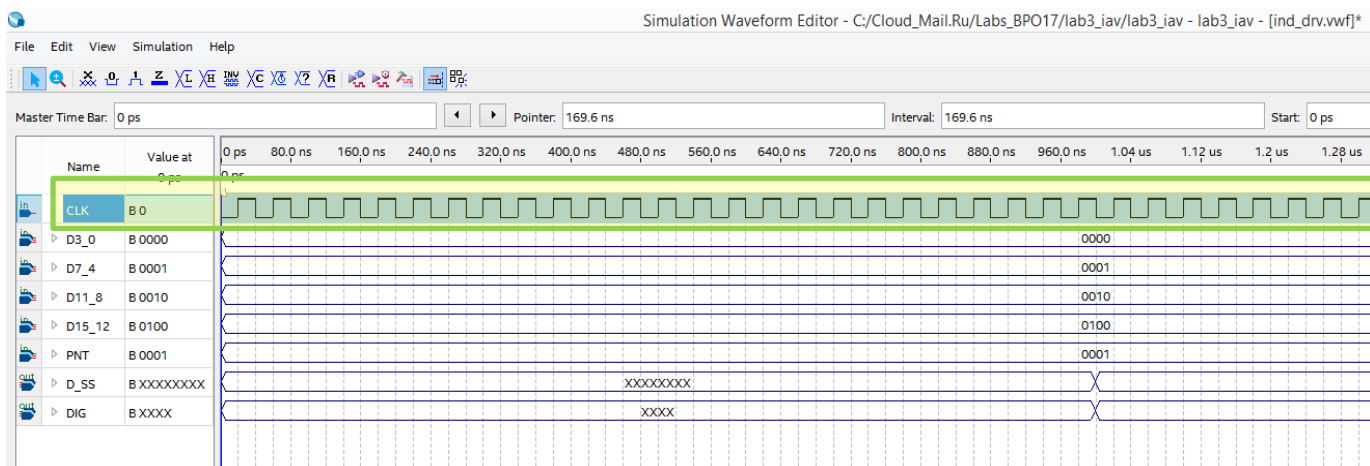 Simulation Waveform Editor - C:/Cloud_Mail.Ru/Labs_BPO17/lab3_iav/lab3_iav - lab3_iav - [ind_drv.vwf]*
File Edit View Simulation Help
Master Time Bar: 0 ps Pointer: 169.6 ns Interval: 169.6 ns Start: 0 ps
Name Value at 0 ps 0 ps 80.0 ns 160.0 ns 240.0 ns 320.0 ns 400.0 ns 480.0 ns 560.0 ns 640.0 ns 720.0 ns 800.0 ns 880.0 ns 960.0 ns 1.04 us 1.12 us 1.2 us 1.28 us
0 ps
CLK B 0
D3_0 B 0000 0000
D7_4 B 0001 0001
D11_8 B 0010 0010
D15_12 B 0100 0100
PNT B 0001 0001
D_SS B XXXXXXXX XXXXXXXX
DIG B XXXX XXXX